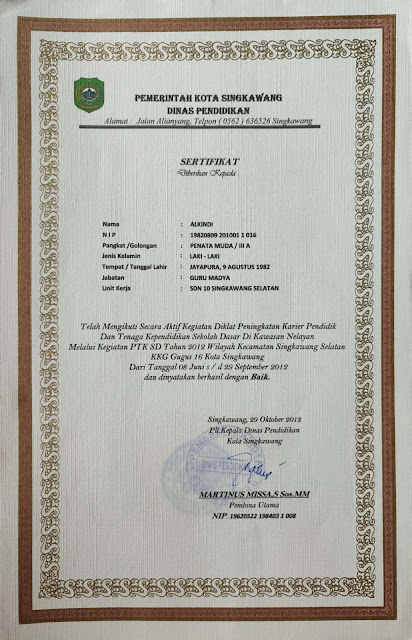 PEMERINTAH KOTA SINGKAWANG
DINAS PENDIDIKAN
Alamat : Jalan Alianyang, Telpon ( 0562 ) 636526 Singkawang
SERTIFIKAT
Diberikan Kepada .
Nama : ALKINDI
N I P : 19820809 201001 1 016
Pangkat /Golongan : PENATA MUDA / III A
Jenis Kelamin : LAKI - LAKI
Tempat / Tanggal Lahir : JAYAPURA, 9 AGUSTUS 1982
Jabatan : GURU MADYA
Unit Kerja : SDN 10 SINGKAWANG SELATAN
Telah Mengikuti Secara Aktif Kegiatan Diklat Peningkatan Karier Pendidik
Dan Tenaga Kependidikan Sekolah Dasar Di Kawasan Nelayan
Melalui Kegiatan PTK SD Tahun 2012 Wilayah Kecamatan Singkawang Selatan
KKG Gugus 16 Kota Singkawang
Dari Tanggal 08 Juni s / d 29 September 2012
dan dinyatakan berhasil dengan Baik.
Singkawang, 29 Oktober 2012
Plt.Kepala Dinas Pendidikan
Kota Singkawang
DINAS PENDIDIKAN
MARTINUS MISSA,S Sos.MM
Pembina Utama
NIP. 19620522 198403 1 008